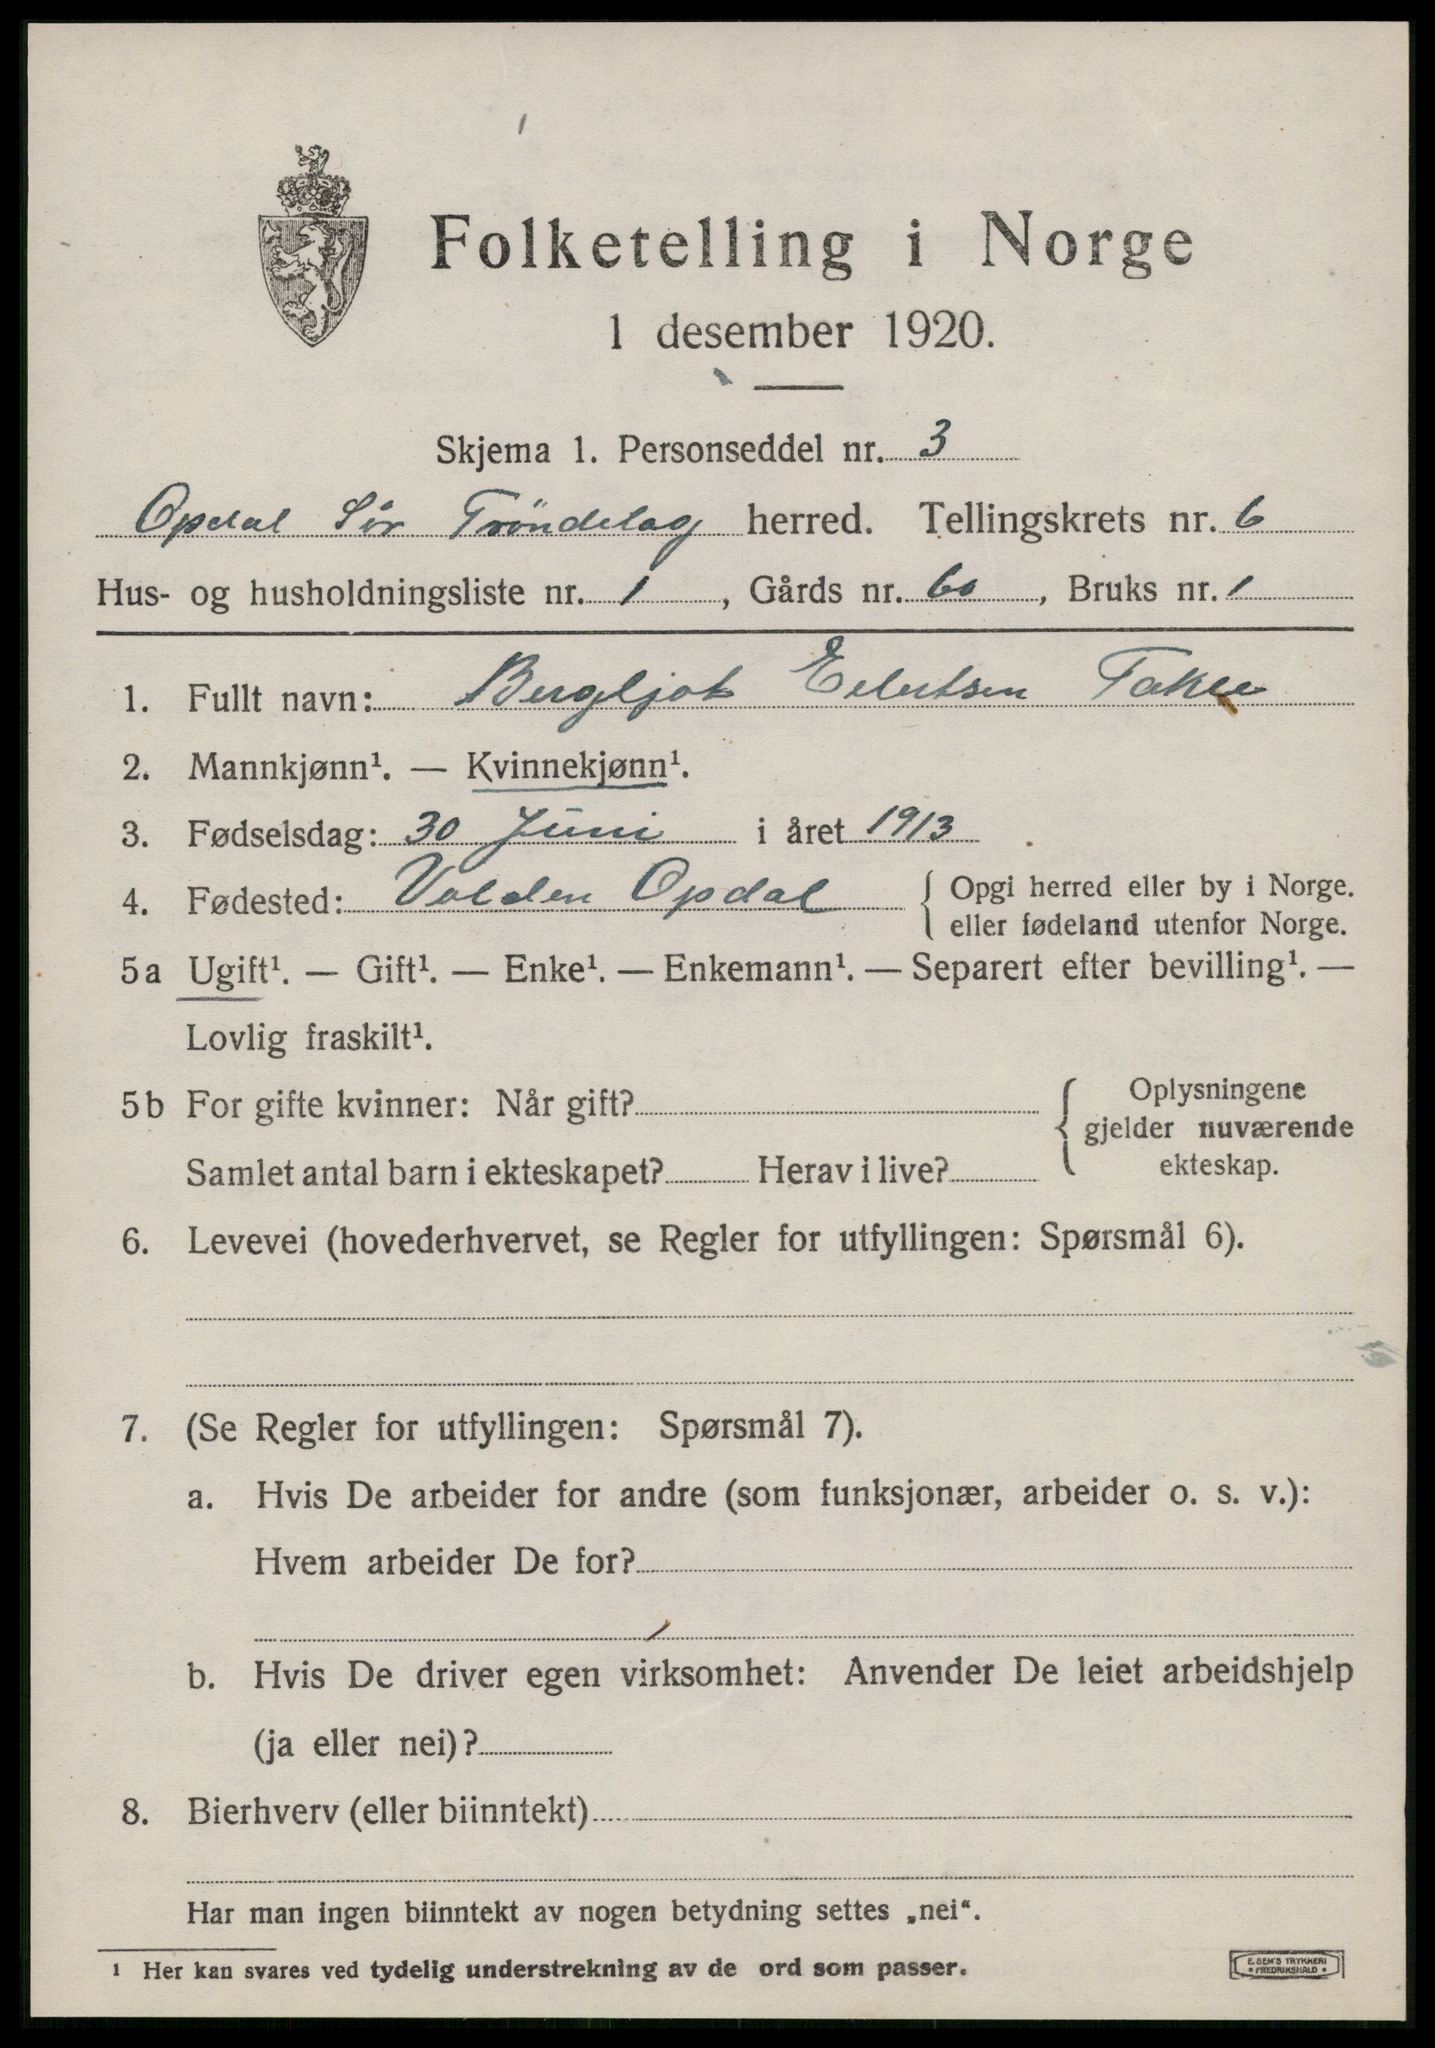 Folketelling i Norge
1 desember 1920.
Skjema 1. Personseddel nr. 3
Opdal Sör Tröndelag herred. Tellingskrets nr. 6
Hus- og husholdningsliste nr. 1, Gårds nr. 60, Bruks nr. 1
1. Fullt navn: Bergljot Eilertsen
2. Mannkjønn¹. — Kvinnekjønn¹.
3. Fødselsdag: 30 Juni i året 1913
4. Fødested: Volden Opdal { Opgi herred eller by i Norge.
eller fødeland utenfor Norge.
5a Ugift¹. — Gift¹. — Enke¹. — Enkemann¹. — Separert efter bevilling¹. —
Lovlig fraskilt¹.
5b For gifte kvinner: Når gift?
Samlet antal barn i ekteskapet? Herav i live?
{ Oplysningene
gjelder nuværende
ekteskap.
6. Levevei (hovederhvervet, se Regler for utfyllingen: Spørsmål 6).
7. (Se Regler for utfyllingen: Spørsmål 7).
a. Hvis De arbeider for andre (som funksjonær, arbeider o. s. v.):
Hvem arbeider De for?
b. Hvis De driver egen virksomhet: Anvender De leiet arbeidshjelp
(ja eller nei)?
8. Bierhverv (eller biinntekt)
Har man ingen biinntekt av nogen betydning settes „nei“.
¹ Her kan svares ved tydelig understrekning av de ord som passer.
E. SEM'S TRYKKERI
• FREDRIKSHALD •